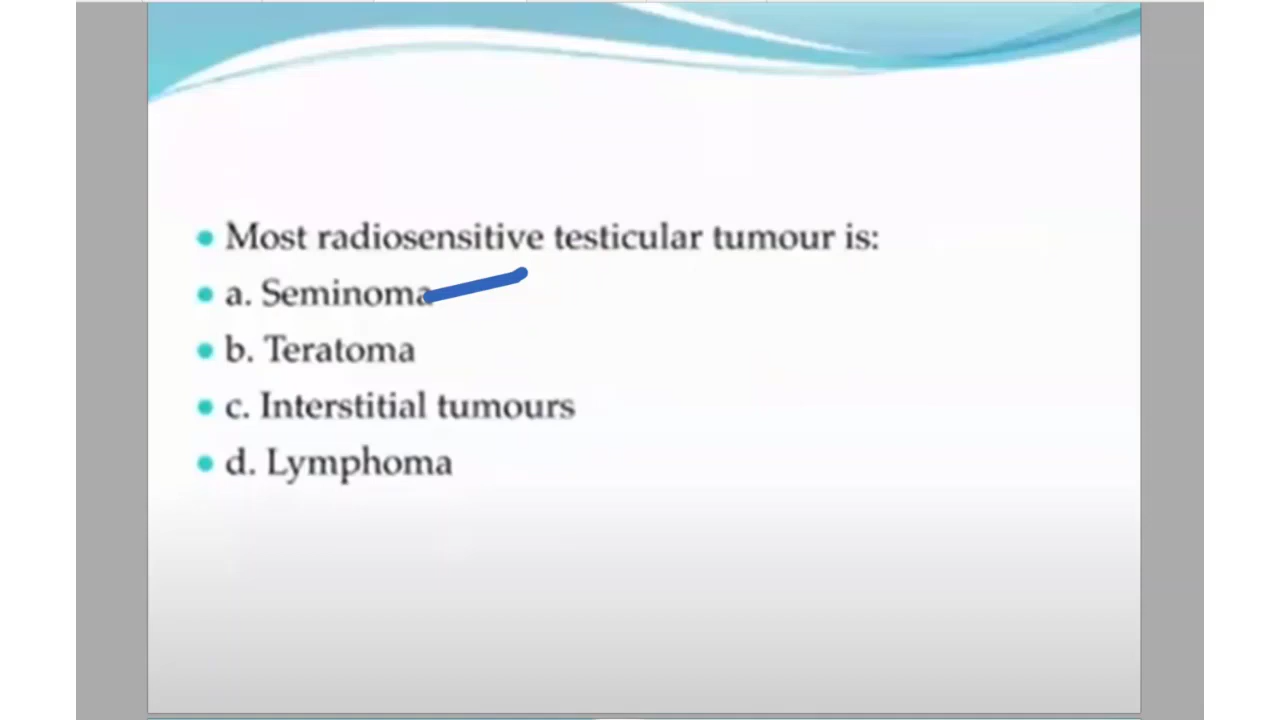 Most radiosensitive testicular tumour is:
a. Seminoma
b. Teratoma
c. Interstitial tumours
d. Lymphoma